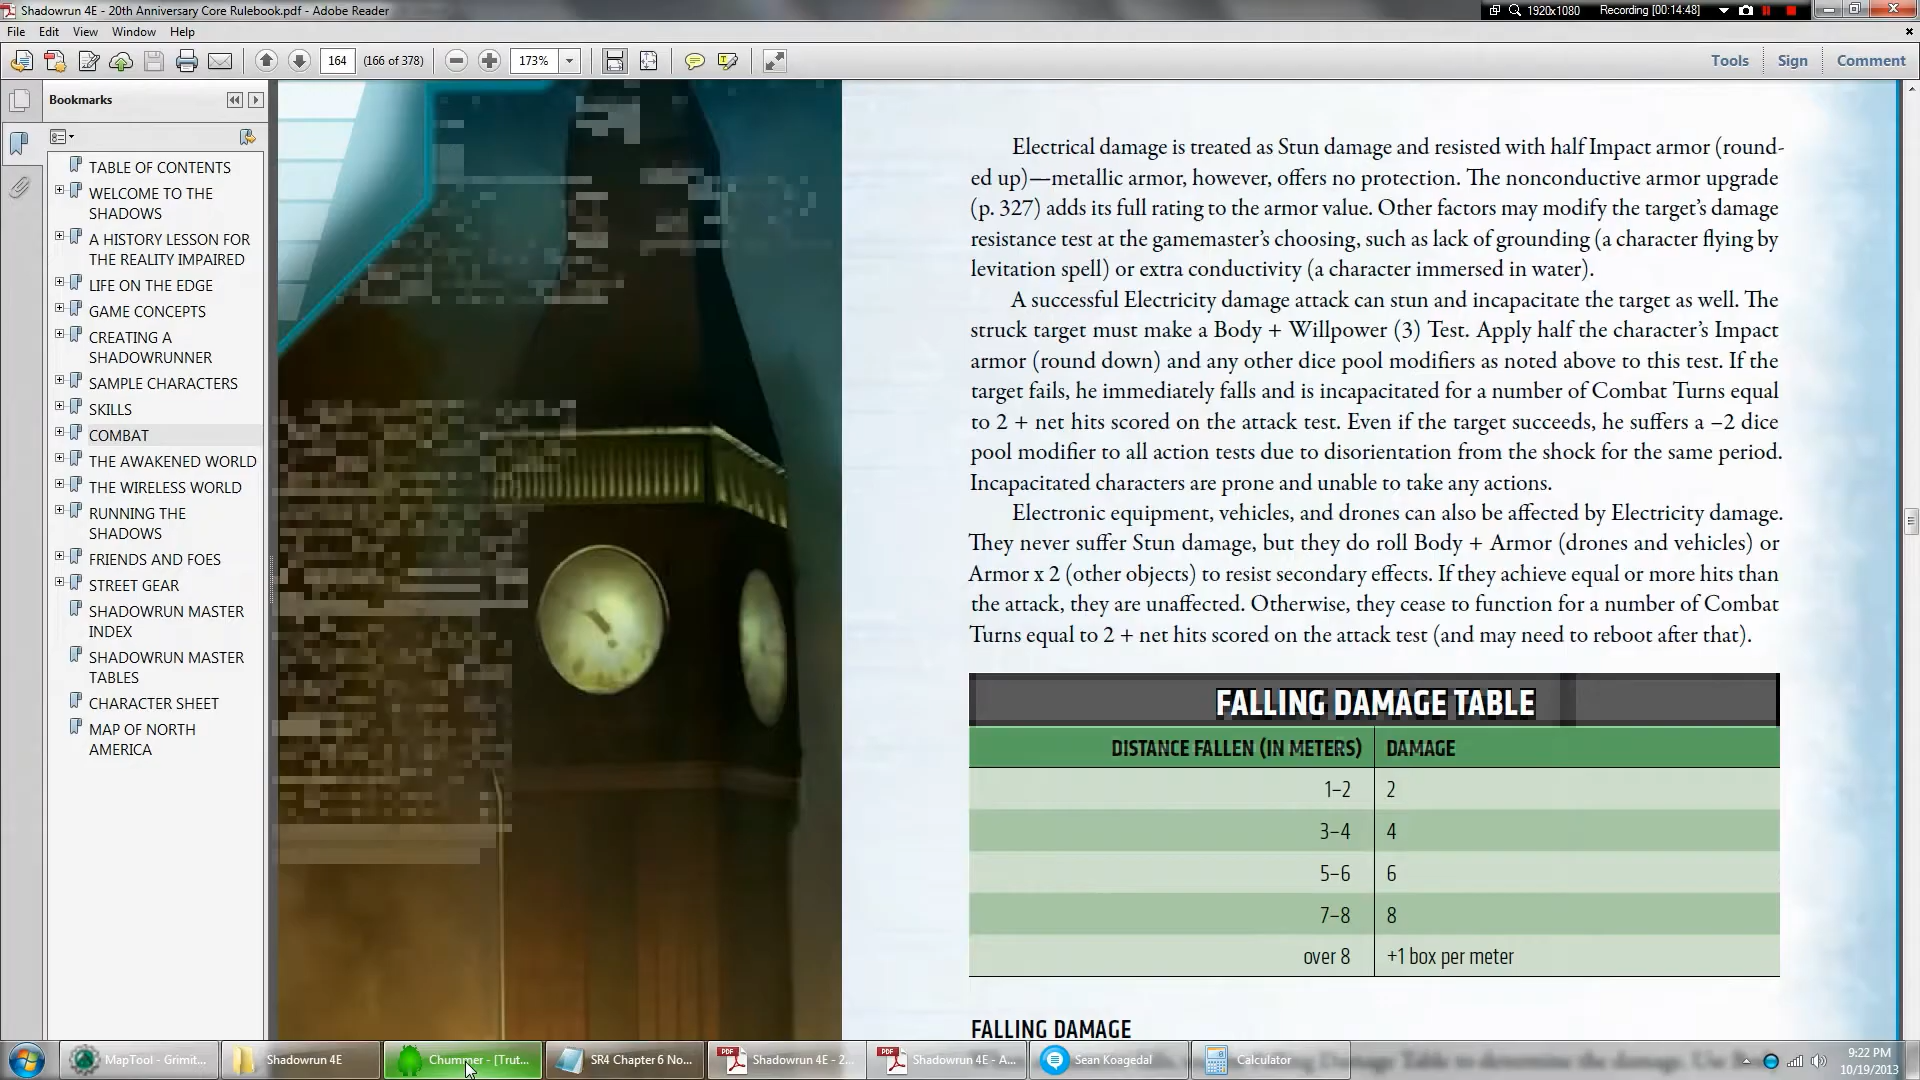 Shadowrun 4E - 20th Anniversary Core Rulebook.pdf - Adobe Reader
1920x1080
Recording [00:14:48]
File Edit View Window Help
164
(166 of 378)
173%
Tools
Sign
Comment
Bookmarks
TABLE OF CONTENTS
WELCOME TO THE
SHADOWS
A HISTORY LESSON FOR
THE REALITY IMPAIRED
LIFE ON THE EDGE
GAME CONCEPTS
CREATING A
SHADOWRUNNER
SAMPLE CHARACTERS
SKILLS
COMBAT
THE AWAKENED WORLD
THE WIRELESS WORLD
RUNNING THE
SHADOWS
FRIENDS AND FOES
STREET GEAR
SHADOWRUN MASTER
INDEX
SHADOWRUN MASTER
TABLES
CHARACTER SHEET
MAP OF NORTH
AMERICA
Electrical damage is treated as Stun damage and resisted with half Impact armor (round-
ed up)—metallic armor, however, offers no protection. The nonconductive armor upgrade
(p. 327) adds its full rating to the armor value. Other factors may modify the target's damage
resistance test at the gamemaster's choosing, such as lack of grounding (a character flying by
levitation spell) or extra conductivity (a character immersed in water).
A successful Electricity damage attack can stun and incapacitate the target as well. The
struck target must make a Body + Willpower (3) Test. Apply half the character's Impact
armor (round down) and any other dice pool modifiers as noted above to this test. If the
target fails, he immediately falls and is incapacitated for a number of Combat Turns equal
to 2 + net hits scored on the attack test. Even if the target succeeds, he suffers a –2 dice
pool modifier to all action tests due to disorientation from the shock for the same period.
Incapacitated characters are prone and unable to take any actions.
Electronic equipment, vehicles, and drones can also be affected by Electricity damage.
They never suffer Stun damage, but they do roll Body + Armor (drones and vehicles) or
Armor x 2 (other objects) to resist secondary effects. If they achieve equal or more hits than
the attack, they are unaffected. Otherwise, they cease to function for a number of Combat
Turns equal to 2 + net hits scored on the attack test (and may need to reboot after that).
FALLING DAMAGE TABLE
DISTANCE FALLEN (IN METERS) DAMAGE
1–2 2
3–4 4
5–6 6
7–8 8
over 8 +1 box per meter
FALLING DAMAGE
MapTool - Grimit...
Shadowrun 4E
Chummer - [Trut...
SR4 Chapter 6 No...
Shadowrun 4E - 2...
Shadowrun 4E - A...
Sean Koagedal
Calculator
9:22 PM
10/19/2013